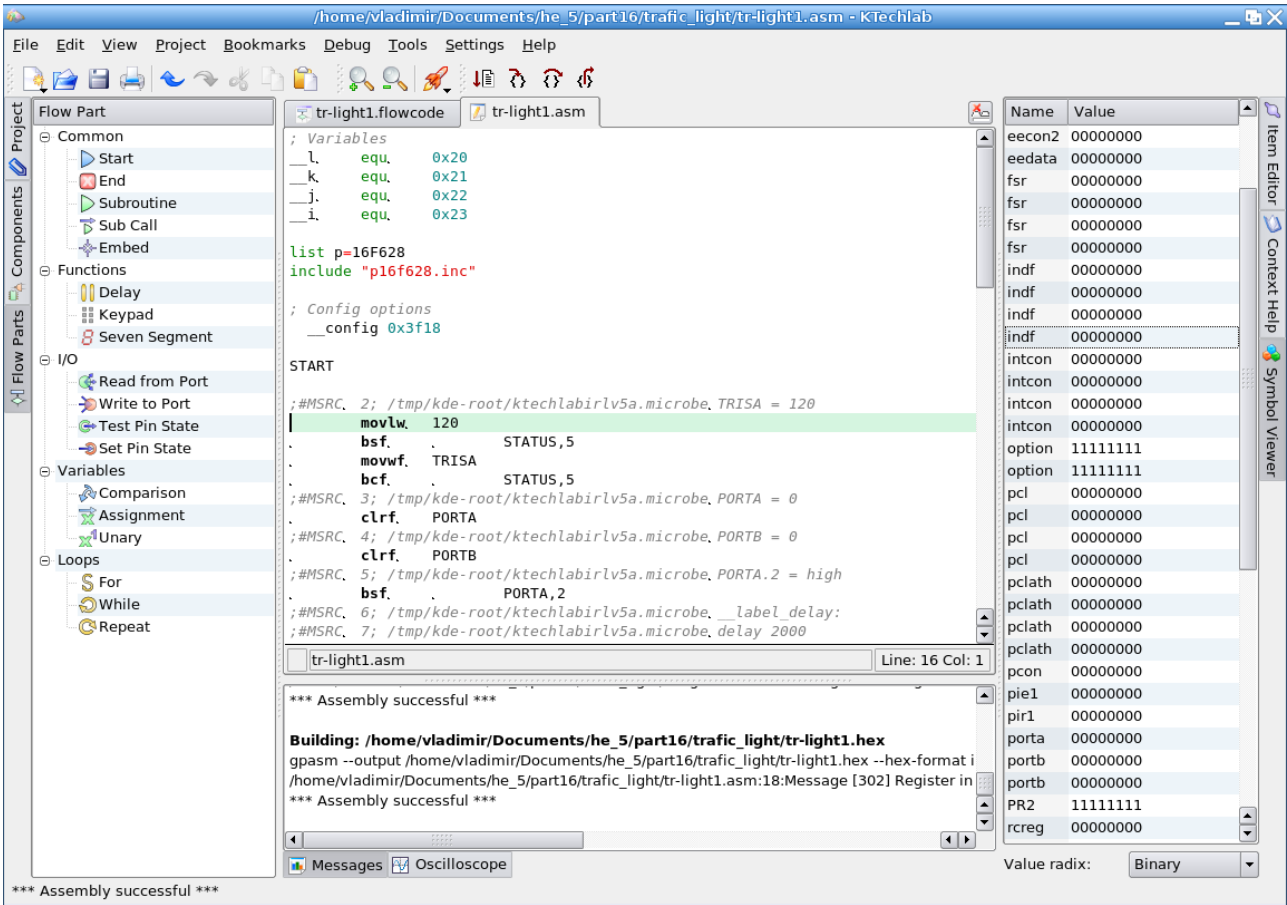 /home/vladimir/Documents/he_5/part16/trafic_light/tr-light1.asm - KTechlab
File Edit View Project Bookmarks Debug Tools Settings Help
Project
Components
Flow Parts
Flow Part
Common
Start
End
Subroutine
Sub Call
Embed
Functions
Delay
Keypad
Seven Segment
I/O
Read from Port
Write to Port
Test Pin State
Set Pin State
Variables
Comparison
Assignment
Unary
Loops
For
While
Repeat
tr-light1.flowcode tr-light1.asm
; Variables
__l equ 0x20
__k equ 0x21
__j equ 0x22
__i equ 0x23
list p=16F628
include "p16f628.inc"
; Config options
__config 0x3f18
START
;#MSRC 2; /tmp/kde-root/ktechlabirlv5a.microbe TRISA = 120
movlw 120
bsf STATUS,5
movwf TRISA
bcf STATUS,5
;#MSRC 3; /tmp/kde-root/ktechlabirlv5a.microbe PORTA = 0
clrf PORTA
;#MSRC 4; /tmp/kde-root/ktechlabirlv5a.microbe PORTB = 0
clrf PORTB
;#MSRC 5; /tmp/kde-root/ktechlabirlv5a.microbe PORTA.2 = high
bsf PORTA,2
;#MSRC 6; /tmp/kde-root/ktechlabirlv5a.microbe __label_delay:
;#MSRC 7; /tmp/kde-root/ktechlabirlv5a.microbe delay 2000
tr-light1.asm Line: 16 Col: 1
*** Assembly successful ***
Building: /home/vladimir/Documents/he_5/part16/trafic_light/tr-light1.hex
gpasm --output /home/vladimir/Documents/he_5/part16/trafic_light/tr-light1.hex --hex-format i
/home/vladimir/Documents/he_5/part16/trafic_light/tr-light1.asm:18:Message [302] Register in
*** Assembly successful ***
Messages Oscilloscope
Name Value
eecon2 00000000
eedata 00000000
fsr 00000000
fsr 00000000
fsr 00000000
fsr 00000000
indf 00000000
indf 00000000
indf 00000000
indf 00000000
intcon 00000000
intcon 00000000
intcon 00000000
intcon 00000000
option 11111111
option 11111111
pcl 00000000
pcl 00000000
pcl 00000000
pcl 00000000
pclath 00000000
pclath 00000000
pclath 00000000
pclath 00000000
pcon 00000000
pie1 00000000
pir1 00000000
porta 00000000
portb 00000000
portb 00000000
PR2 11111111
rcreg 00000000
Value radix: Binary
Item Editor
Context Help
Symbol Viewer
*** Assembly successful ***